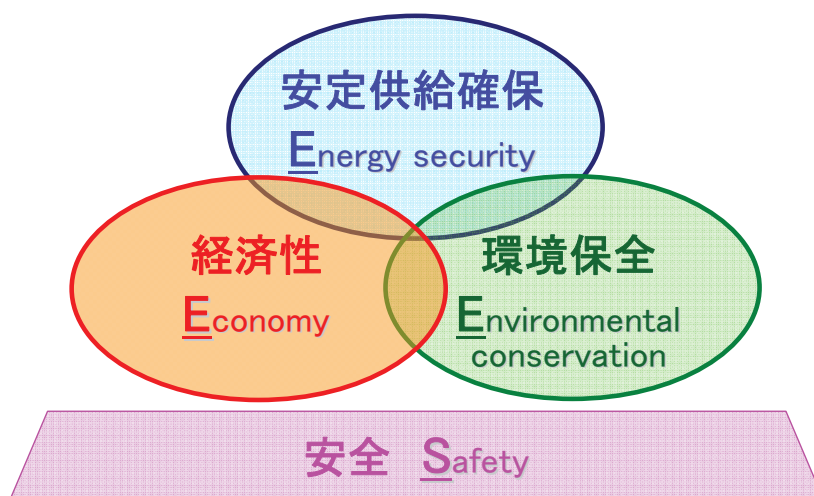 安定供給確保
Energy security
経済性
Economy
環境保全
Environmental
conservation
安全 Safety